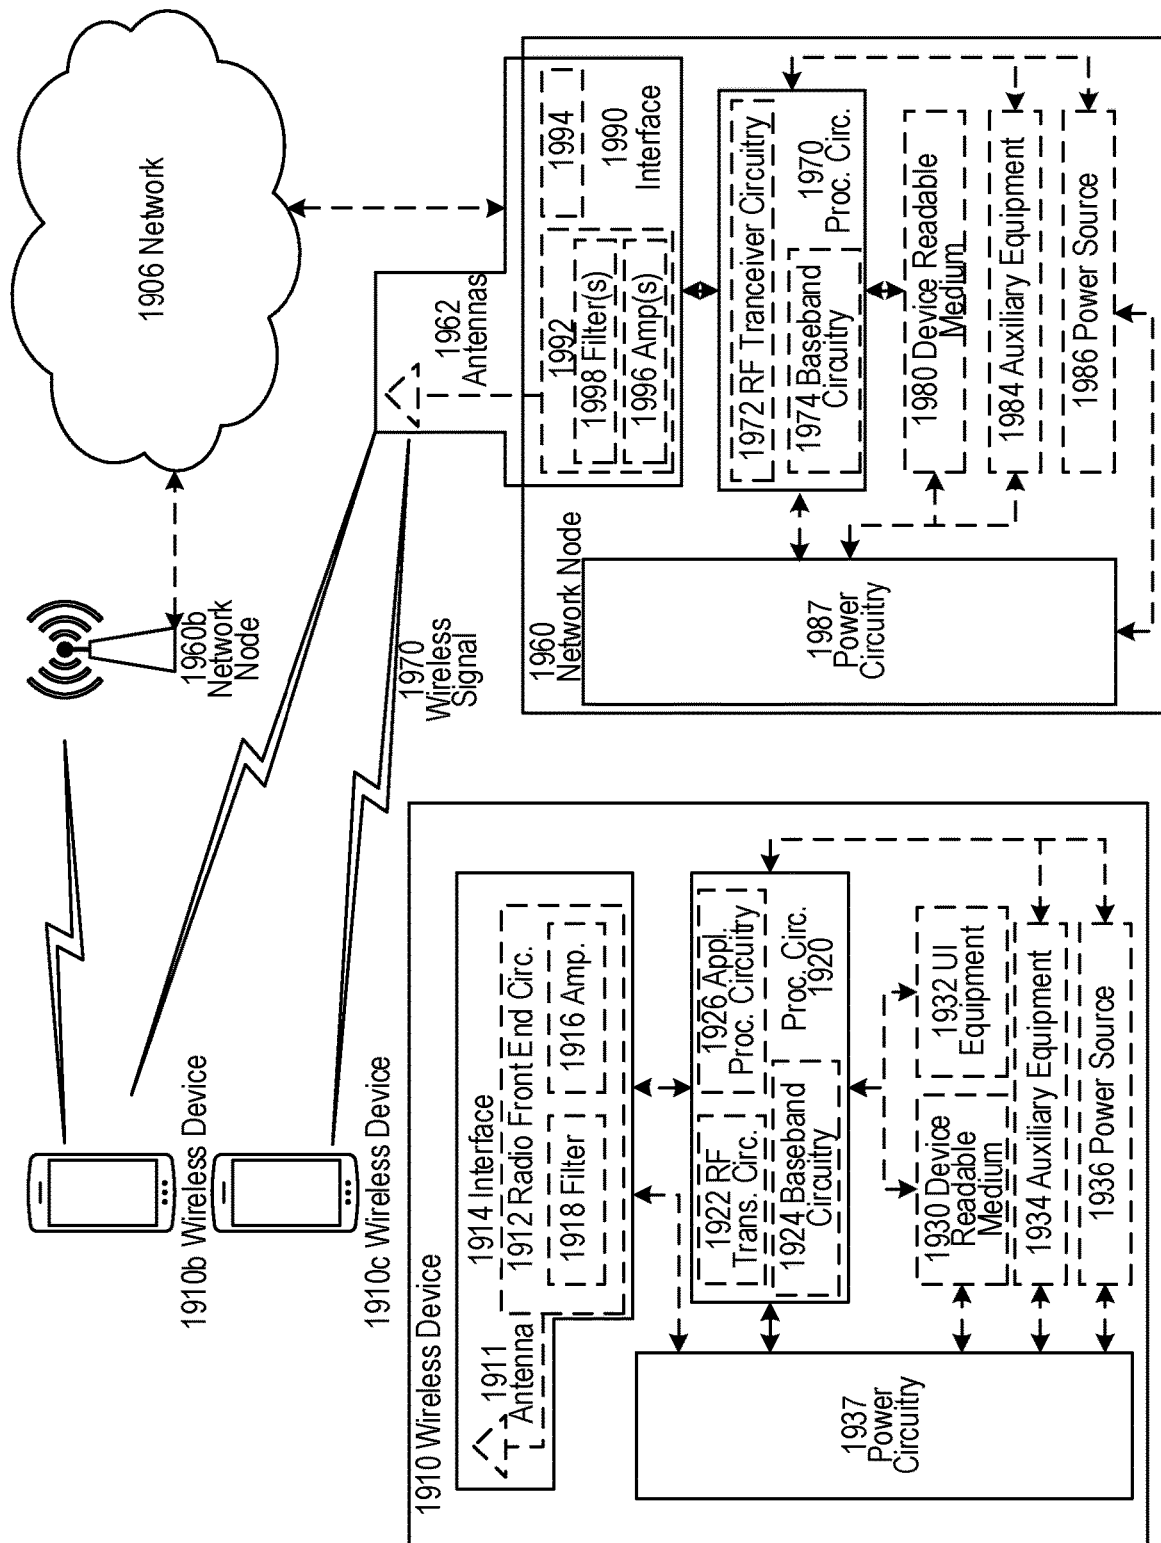 1906 Network
1960b
Network
Node
1910b Wireless Device
1910c Wireless Device
1970
Wireless
Signal
1962
Antennas
1960
Network Node
1990
Interface
1994
1992
1998 Filter(s)
1996 Amp(s)
1972 RF Tranceiver Circuitry
1970
Proc. Circ.
1974 Baseband
Circuitry
1980 Device Readable
Medium
1984 Auxiliary Equipment
1986 Power Source
1987
Power
Circuitry
1910 Wireless Device
1914 Interface
1911
Antenna
1912 Radio Front End Circ.
1918 Filter
1916 Amp.
1922 RF
Trans. Circ.
1926 Appl.
Proc. Circuitry
1924 Baseband
Circuitry
Proc. Circ.
1920
1930 Device
Readable
Medium
1932 UI
Equipment
1934 Auxiliary Equipment
1936 Power Source
1937
Power
Circuitry